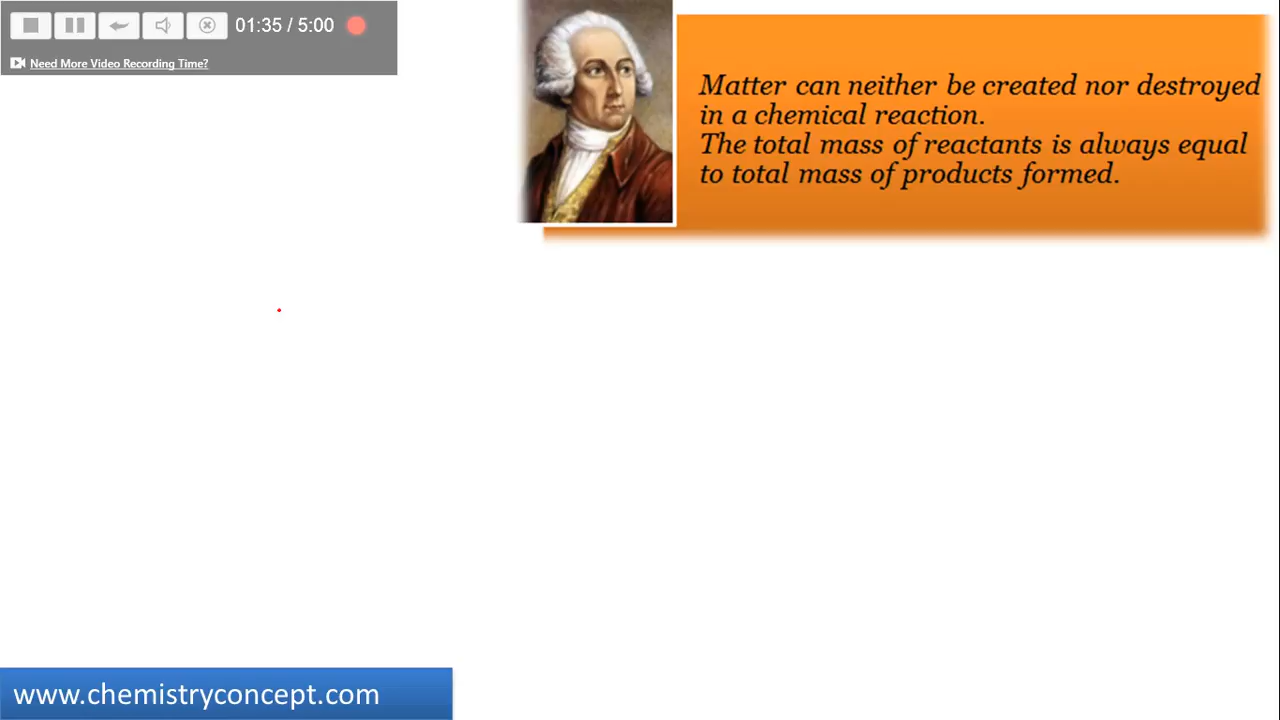 01:35 / 5:00
Need More Video Recording Time?
Matter can neither be created nor destroyed
in a chemical reaction.
The total mass of reactants is always equal
to total mass of products formed.
www.chemistryconcept.com